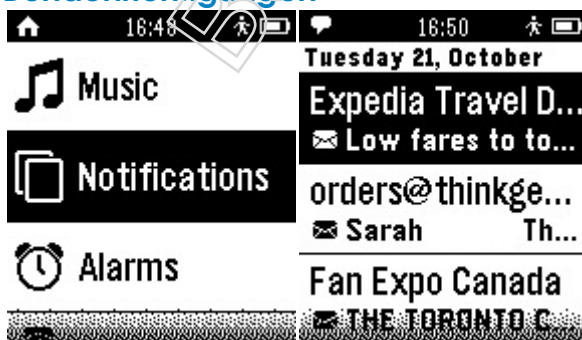 16:48
Music
Notifications
Alarms
16:50
Tuesday 21, October
Expedia Travel D...
Low fares to to...
orders@thinkge...
Sarah Th...
Fan Expo Canada
THE TORONTO C...